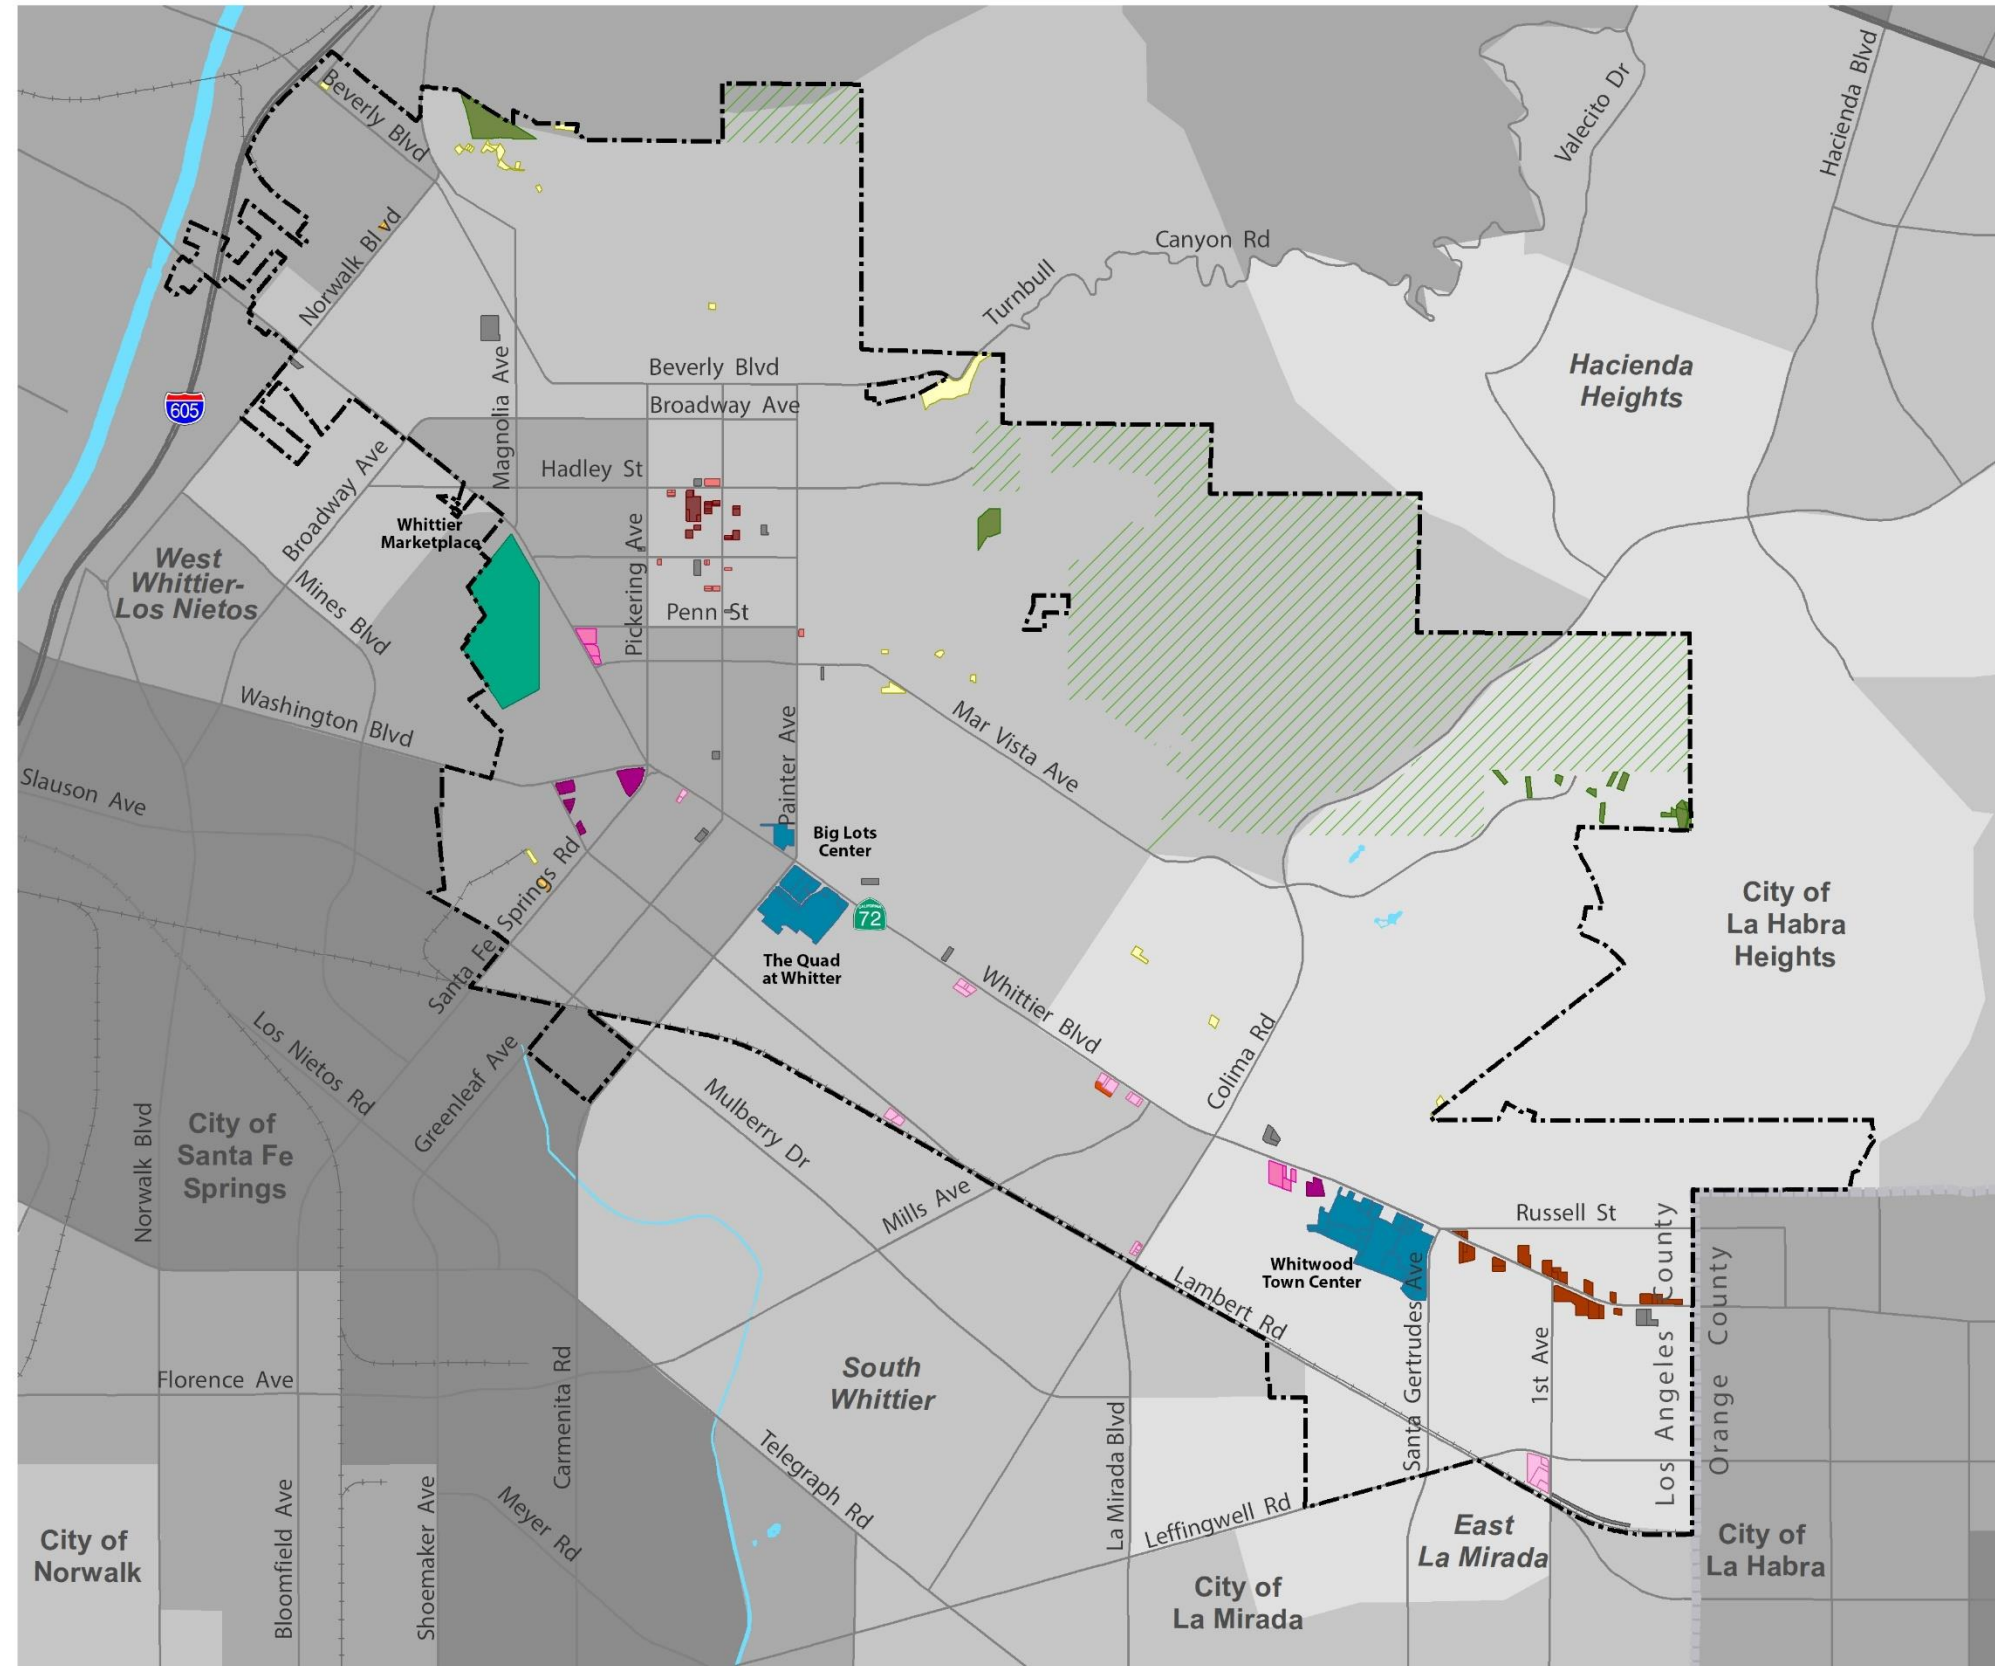 Beverly Blvd
Valecito Dr
Hacienda Blvd
Norwalk Blvd
Canyon Rd
Turnbull
Hacienda
Heights
Magnolia Ave
Beverly Blvd
Broadway Ave
605
Hadley St
Broadway Ave
Whittier
Marketplace
Pickering Ave
West
Whittier-
Los Nietos
Mines Blvd
Penn St
Washington Blvd
Painter Ave
Mar Vista Ave
Slauson Ave
Big Lots
Center
Santa Fe Springs Rd
CALIFORNIA
72
City of
La Habra
Heights
The Quad
at Whitter
Whittier Blvd
Los Nietos Rd
Greenleaf Ave
Colima Rd
Mulberry Dr
Norwalk Blvd
City of
Santa Fe
Springs
Mills Ave
Russell St
Whitwood
Town Center
Santa Gertrudes Ave
Los Angeles County
Orange County
Lambert Rd
1st Ave
South
Whittier
Florence Ave
Carmenita Rd
La Mirada Blvd
Telegraph Rd
Leffingwell Rd
Bloomfield Ave
Shoemaker Ave
Meyer Rd
City of
Norwalk
East
La Mirada
City of
La Habra
City of
La Mirada